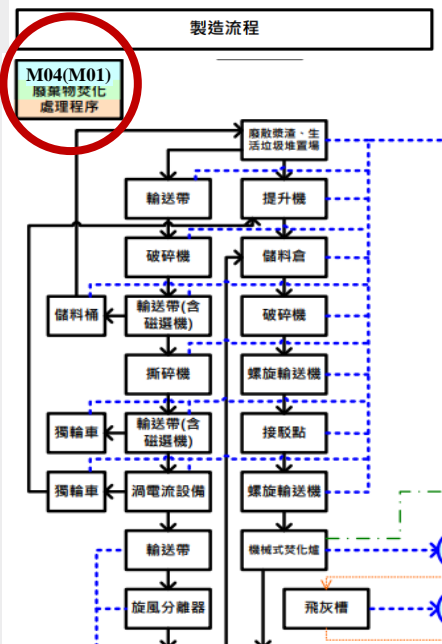 製造流程
M04(M01)
廢棄物焚化
處理程序
廢散漿渣、生
活垃圾堆置場
輸送帶
提升機
破碎機
儲料倉
儲料桶
輸送帶(含
磁選機)
破碎機
撕碎機
螺旋輸送機
獨輪車
輸送帶(含
磁選機)
接駁點
獨輪車
渦電流設備
螺旋輸送機
輸送帶
機械式焚化爐
旋風分離器
飛灰槽